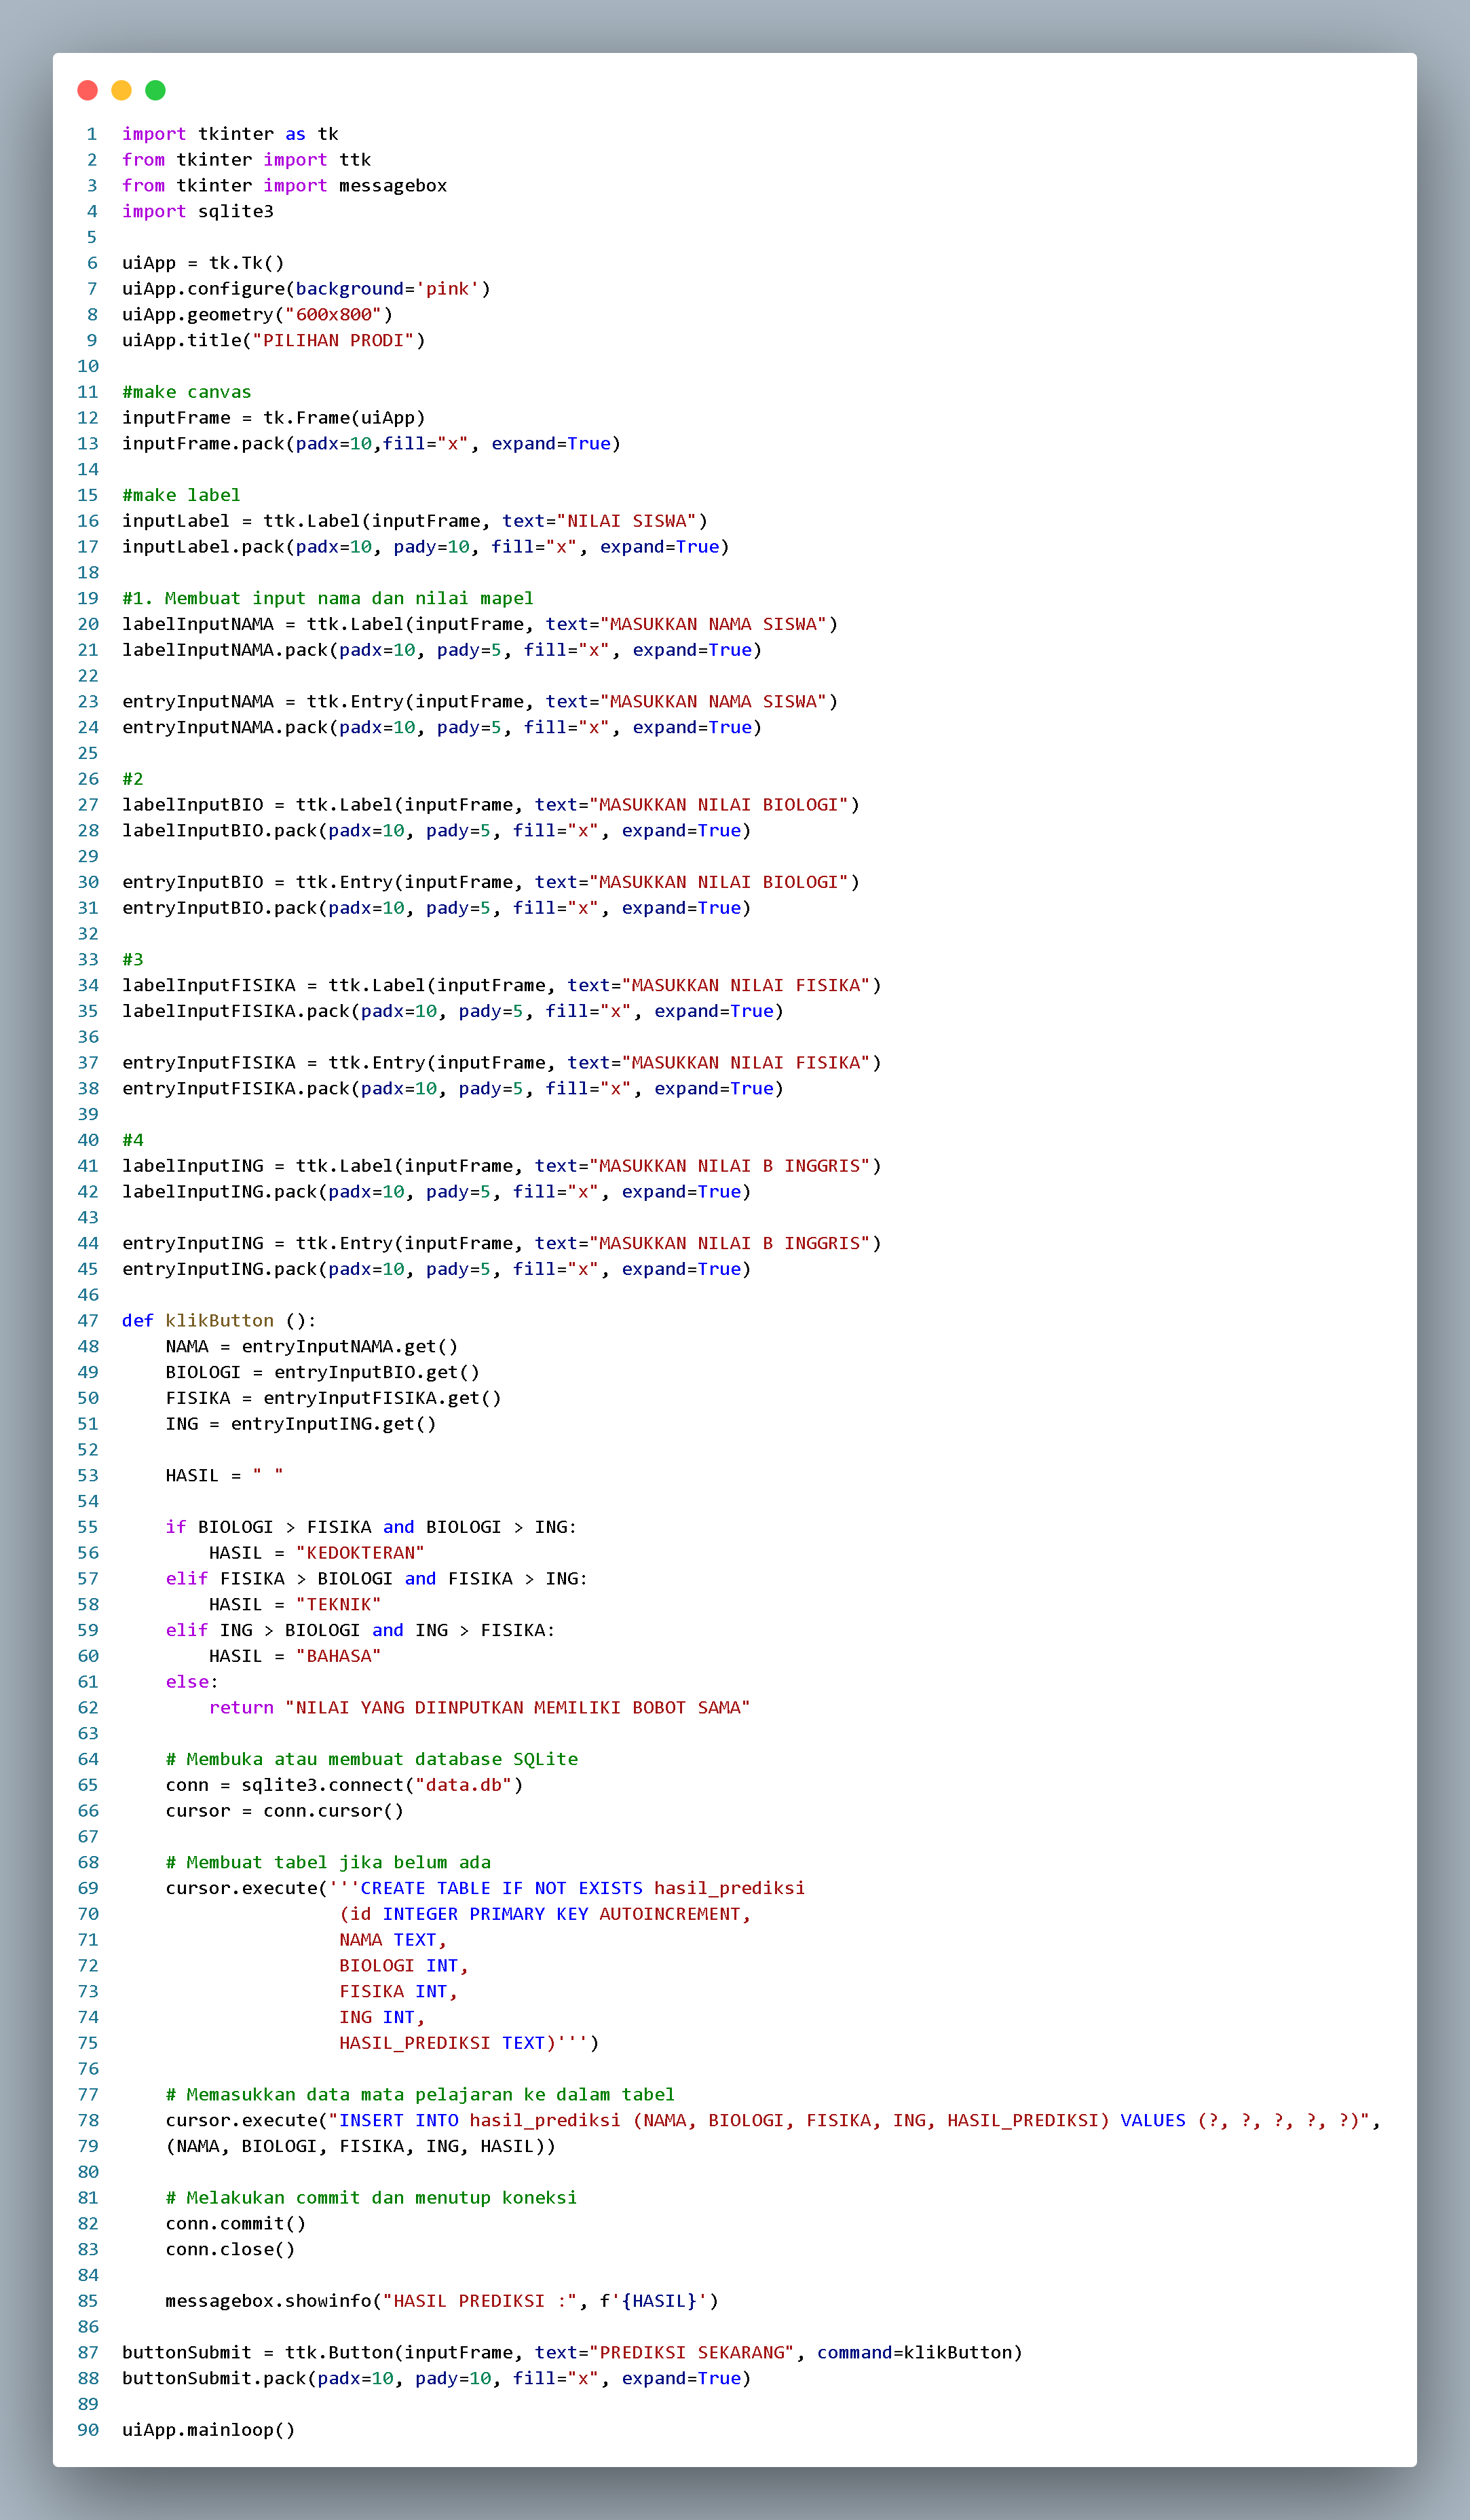 1 import tkinter as tk
2 from tkinter import ttk
3 from tkinter import messagebox
4 import sqlite3
5
6 uiApp = tk.Tk()
7 uiApp.configure(background='pink')
8 uiApp.geometry("600x800")
9 uiApp.title("PILIHAN PRODI")
10
11 #make canvas
12 inputFrame = tk.Frame(uiApp)
13 inputFrame.pack(padx=10,fill="x", expand=True)
14
15 #make label
16 inputLabel = ttk.Label(inputFrame, text="NILAI SISWA")
17 inputLabel.pack(padx=10, pady=10, fill="x", expand=True)
18
19 #1. Membuat input nama dan nilai mapel
20 labelInputNAMA = ttk.Label(inputFrame, text="MASUKKAN NAMA SISWA")
21 labelInputNAMA.pack(padx=10, pady=5, fill="x", expand=True)
22
23 entryInputNAMA = ttk.Entry(inputFrame, text="MASUKKAN NAMA SISWA")
24 entryInputNAMA.pack(padx=10, pady=5, fill="x", expand=True)
25
26 #2
27 labelInputBIO = ttk.Label(inputFrame, text="MASUKKAN NILAI BIOLOGI")
28 labelInputBIO.pack(padx=10, pady=5, fill="x", expand=True)
29
30 entryInputBIO = ttk.Entry(inputFrame, text="MASUKKAN NILAI BIOLOGI")
31 entryInputBIO.pack(padx=10, pady=5, fill="x", expand=True)
32
33 #3
34 labelInputFISIKA = ttk.Label(inputFrame, text="MASUKKAN NILAI FISIKA")
35 labelInputFISIKA.pack(padx=10, pady=5, fill="x", expand=True)
36
37 entryInputFISIKA = ttk.Entry(inputFrame, text="MASUKKAN NILAI FISIKA")
38 entryInputFISIKA.pack(padx=10, pady=5, fill="x", expand=True)
39
40 #4
41 labelInputING = ttk.Label(inputFrame, text="MASUKKAN NILAI B INGGRIS")
42 labelInputING.pack(padx=10, pady=5, fill="x", expand=True)
43
44 entryInputING = ttk.Entry(inputFrame, text="MASUKKAN NILAI B INGGRIS")
45 entryInputING.pack(padx=10, pady=5, fill="x", expand=True)
46
47 def klikButton ():
48     NAMA = entryInputNAMA.get()
49     BIOLOGI = entryInputBIO.get()
50     FISIKA = entryInputFISIKA.get()
51     ING = entryInputING.get()
52
53     HASIL = " "
54
55     if BIOLOGI > FISIKA and BIOLOGI > ING:
56         HASIL = "KEDOKTERAN"
57     elif FISIKA > BIOLOGI and FISIKA > ING:
58         HASIL = "TEKNIK"
59     elif ING > BIOLOGI and ING > FISIKA:
60         HASIL = "BAHASA"
61     else:
62         return "NILAI YANG DIINPUTKAN MEMILIKI BOBOT SAMA"
63
64     # Membuka atau membuat database SQLite
65     conn = sqlite3.connect("data.db")
66     cursor = conn.cursor()
67
68     # Membuat tabel jika belum ada
69     cursor.execute('''CREATE TABLE IF NOT EXISTS hasil_prediksi
70                     (id INTEGER PRIMARY KEY AUTOINCREMENT,
71                     NAMA TEXT,
72                     BIOLOGI INT,
73                     FISIKA INT,
74                     ING INT,
75                     HASIL_PREDIKSI TEXT)''')
76
77     # Memasukkan data mata pelajaran ke dalam tabel
78     cursor.execute("INSERT INTO hasil_prediksi (NAMA, BIOLOGI, FISIKA, ING, HASIL_PREDIKSI) VALUES (?, ?, ?, ?, ?)",
79     (NAMA, BIOLOGI, FISIKA, ING, HASIL))
80
81     # Melakukan commit dan menutup koneksi
82     conn.commit()
83     conn.close()
84
85     messagebox.showinfo("HASIL PREDIKSI :", f'{HASIL}')
86
87 buttonSubmit = ttk.Button(inputFrame, text="PREDIKSI SEKARANG", command=klikButton)
88 buttonSubmit.pack(padx=10, pady=10, fill="x", expand=True)
89
90 uiApp.mainloop()